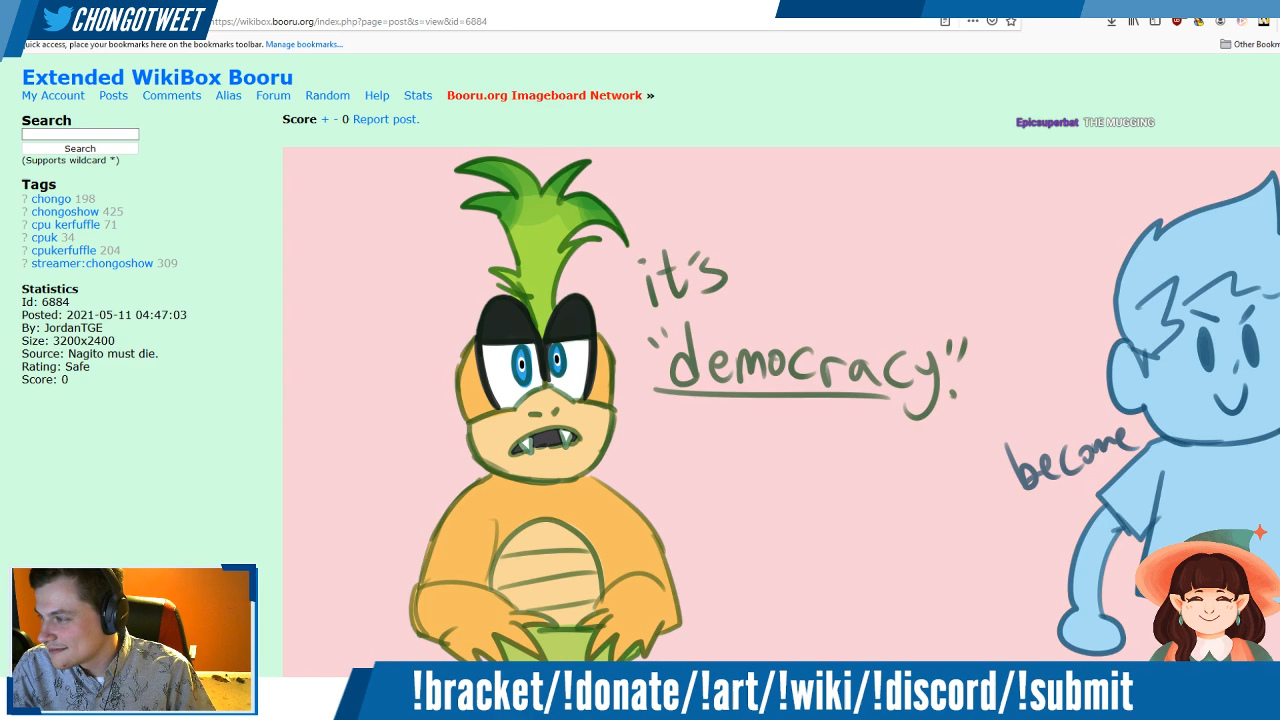 CHONGOTWEET
https://wikibox.booru.org/index.php?page=post&s=view&id=6884
quick access, place your bookmarks here on the bookmarks toolbar. Manage bookmarks...
Other Bookm
Extended WikiBox Booru
My Account Posts Comments Alias Forum Random Help Stats Booru.org Imageboard Network »
Score + - 0 Report post.
Epicsuperbat THE MUGGING
Search
Search
(Supports wildcard *)
Tags
? chongo 198
? chongoshow 425
? cpu kerfuffle 71
? cpuk 34
? cpukerfuffle 204
? streamer:chongoshow 309
Statistics
Id: 6884
Posted: 2021-05-11 04:47:03
By: JordanTGE
Size: 3200x2400
Source: Nagito must die.
Rating: Safe
Score: 0
it's
"democracy".
become
!bracket/!donate/!art/!wiki/!discord/!submit